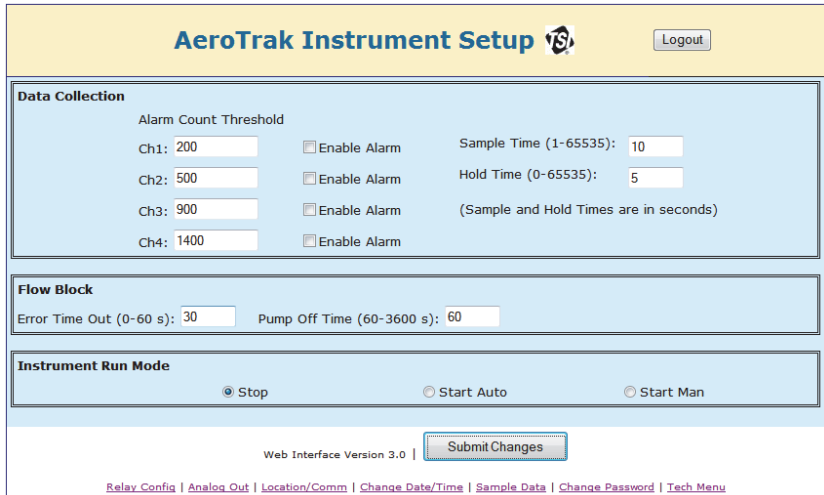 AeroTrak Instrument Setup TSI Logout
Data Collection
Alarm Count Threshold
Ch1: 200 Enable Alarm Sample Time (1-65535): 10
Ch2: 500 Enable Alarm Hold Time (0-65535): 5
Ch3: 900 Enable Alarm (Sample and Hold Times are in seconds)
Ch4: 1400 Enable Alarm
Flow Block
Error Time Out (0-60 s): 30 Pump Off Time (60-3600 s): 60
Instrument Run Mode
Stop Start Auto Start Man
Web Interface Version 3.0 | Submit Changes
Relay Config | Analog Out | Location/Comm | Change Date/Time | Sample Data | Change Password | Tech Menu